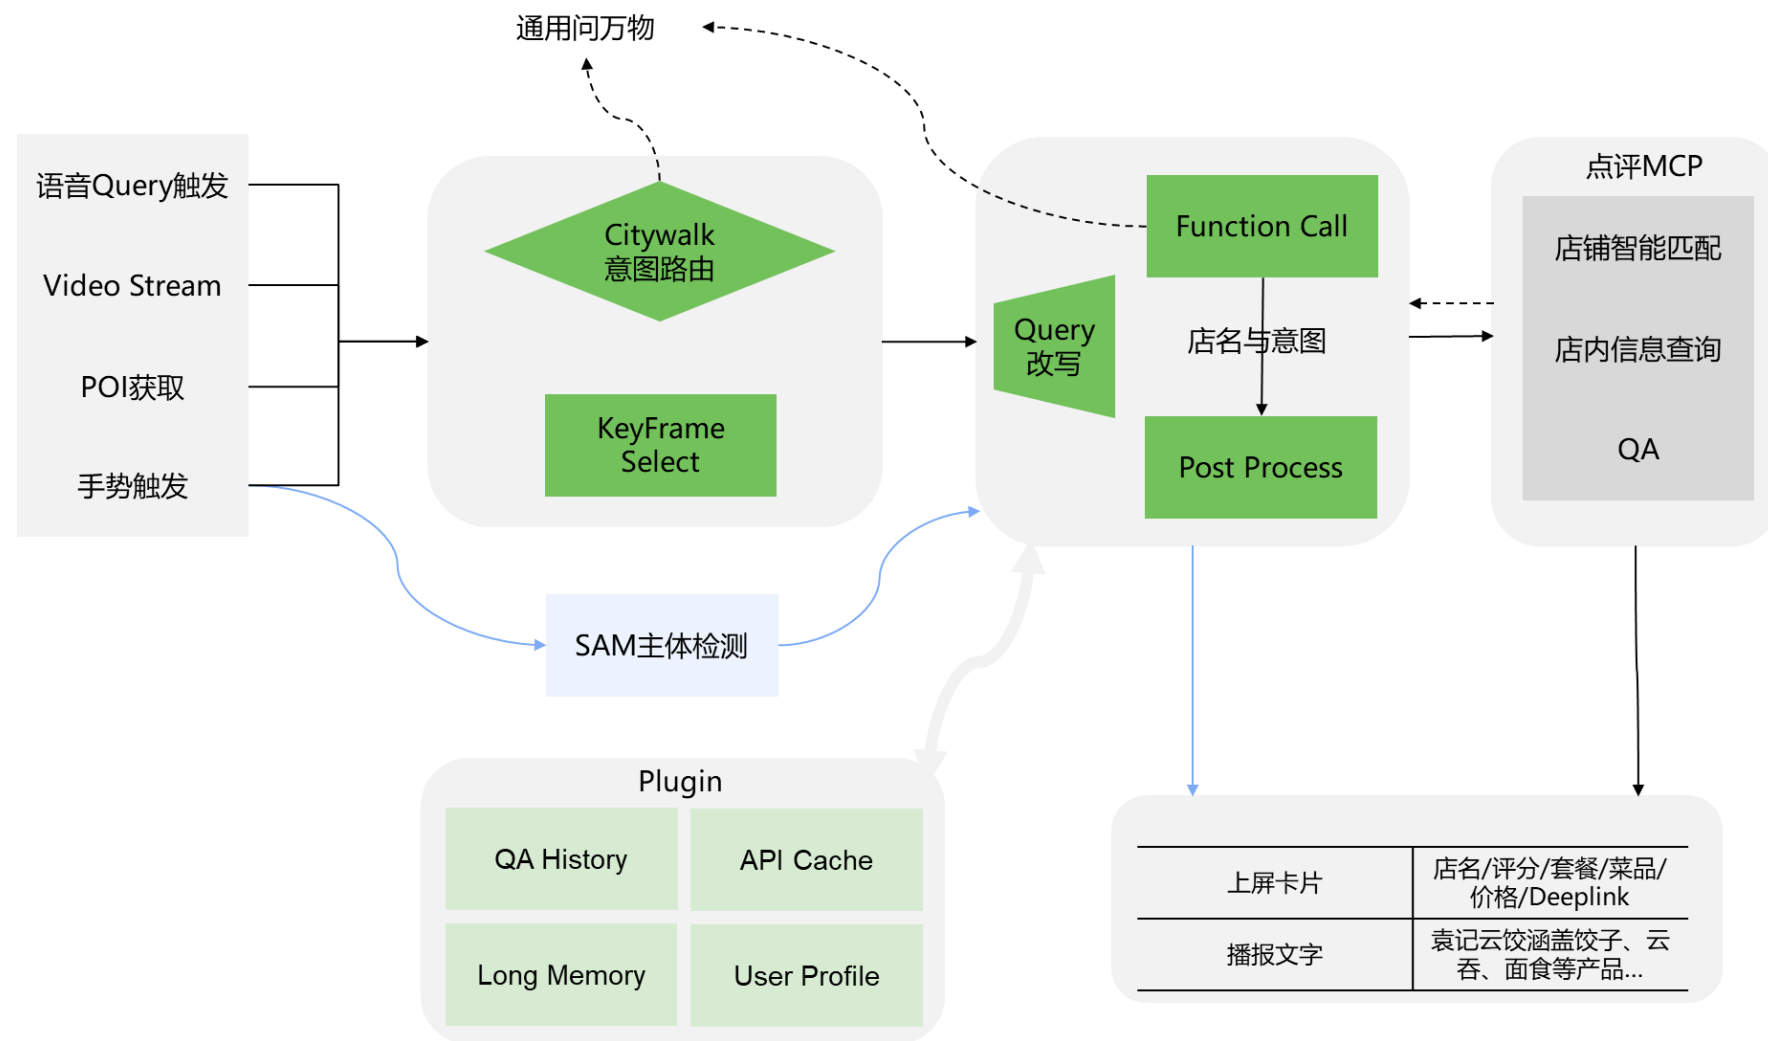 通用问万物
语音Query触发
Video Stream
POI获取
手势触发
Citywalk
意图路由
KeyFrame
Select
SAM主体检测
Function Call
Query
改写
店名与意图
Post Process
点评MCP
店铺智能匹配
店内信息查询
QA
Plugin
QA History
API Cache
Long Memory
User Profile
上屏卡片
店名/评分/套餐/菜品/
价格/Deeplink
播报文字
袁记云饺涵盖饺子、云
吞、面食等产品...